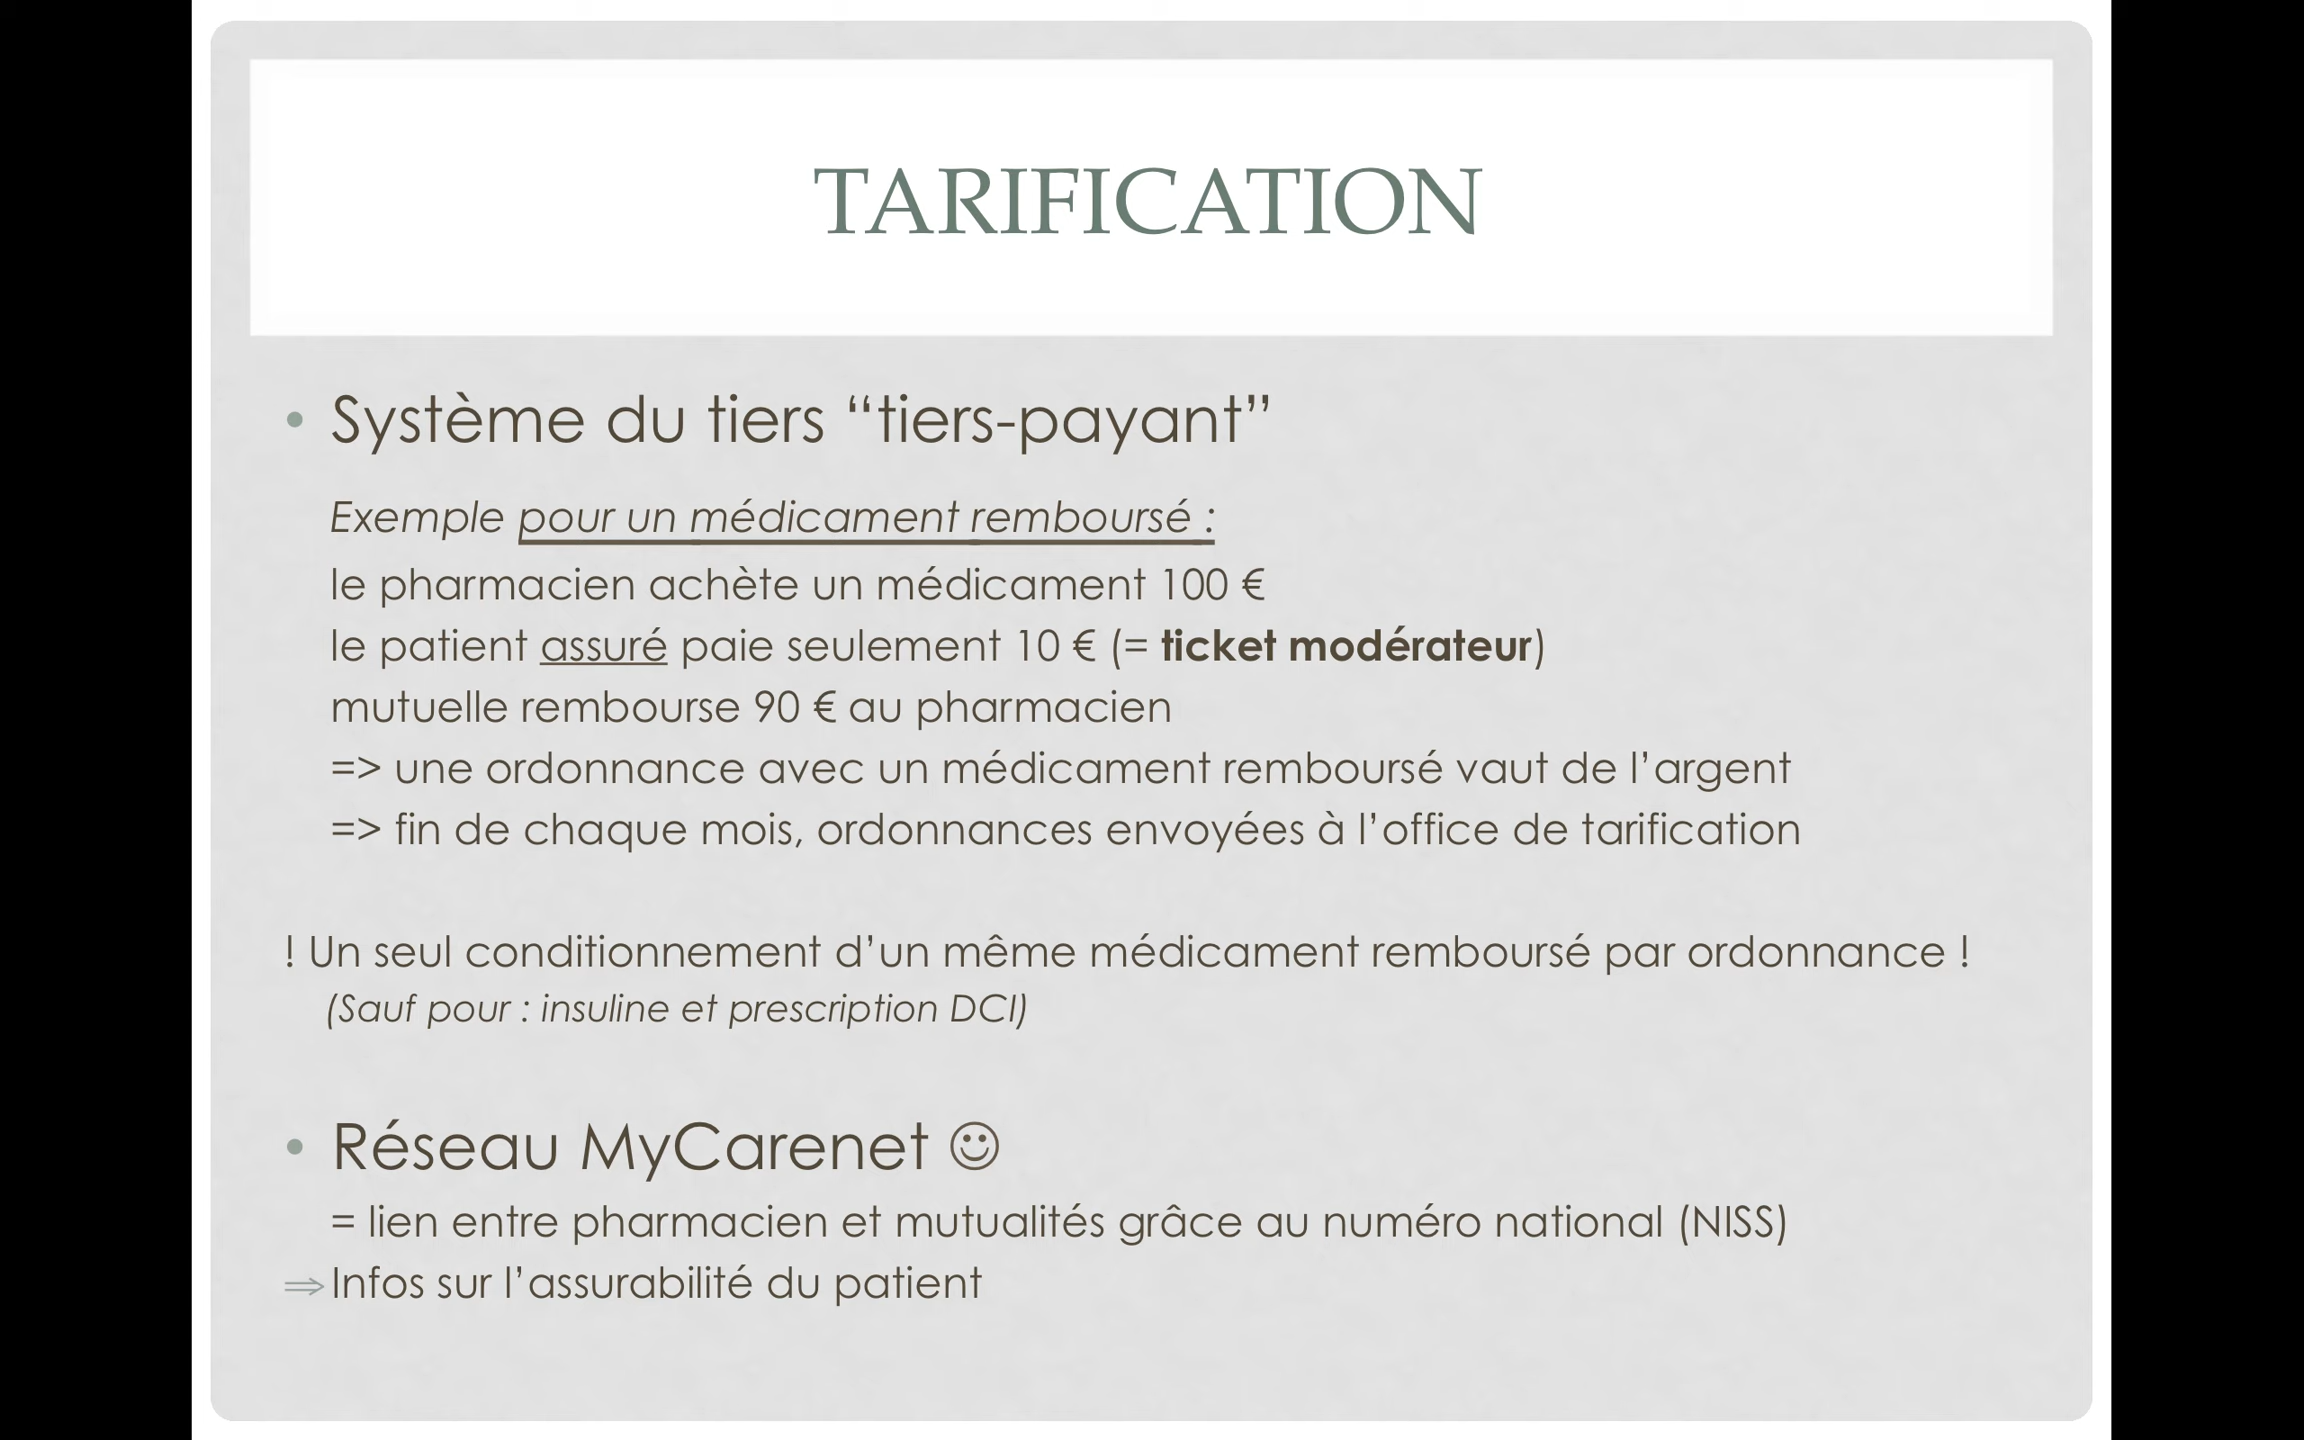 TARIFICATION
• Système du tiers “tiers-payant”
Exemple pour un médicament remboursé :
le pharmacien achète un médicament 100 €
le patient assuré paie seulement 10 € (= ticket modérateur)
mutuelle rembourse 90 € au pharmacien
=> une ordonnance avec un médicament remboursé vaut de l’argent
=> fin de chaque mois, ordonnances envoyées à l’office de tarification
! Un seul conditionnement d’un même médicament remboursé par ordonnance !
(Sauf pour : insuline et prescription DCI)
• Réseau MyCarenet ☺
= lien entre pharmacien et mutualités grâce au numéro national (NISS)
⇒ Infos sur l’assurabilité du patient